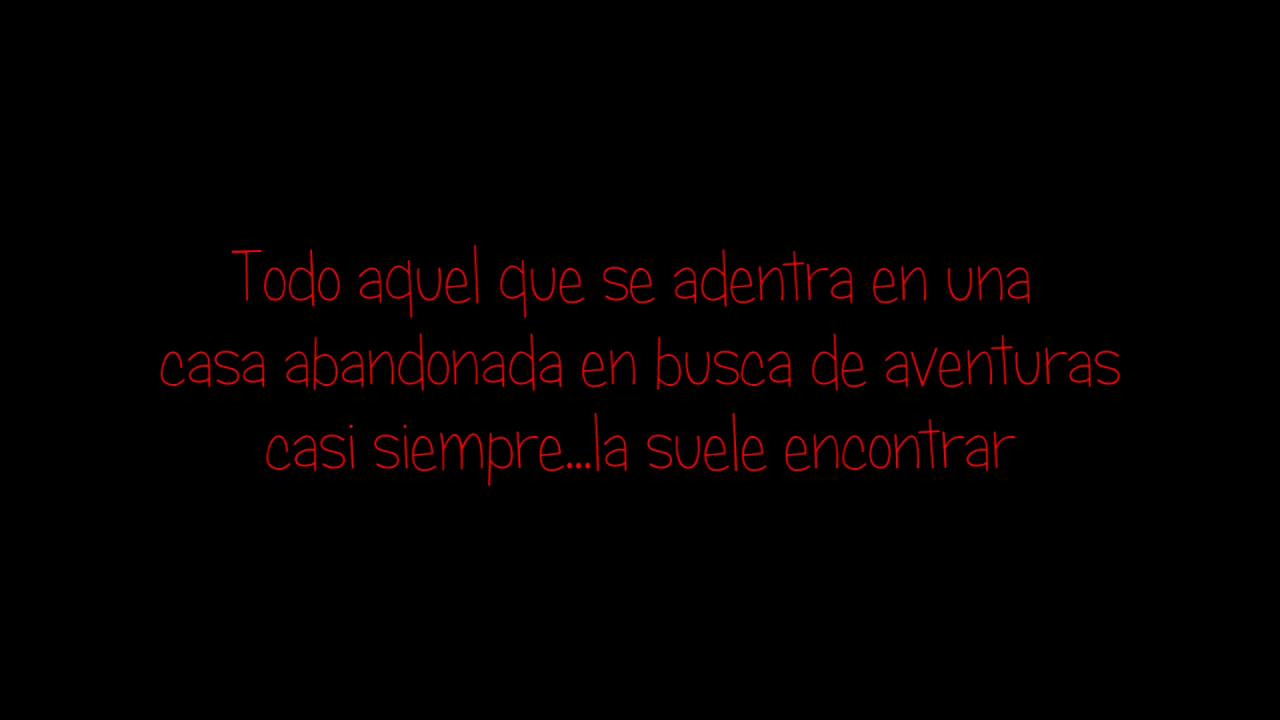 Todo aquel que se adentra en una
casa abandonada en busca de aventuras
casi siempre...la suele encontrar